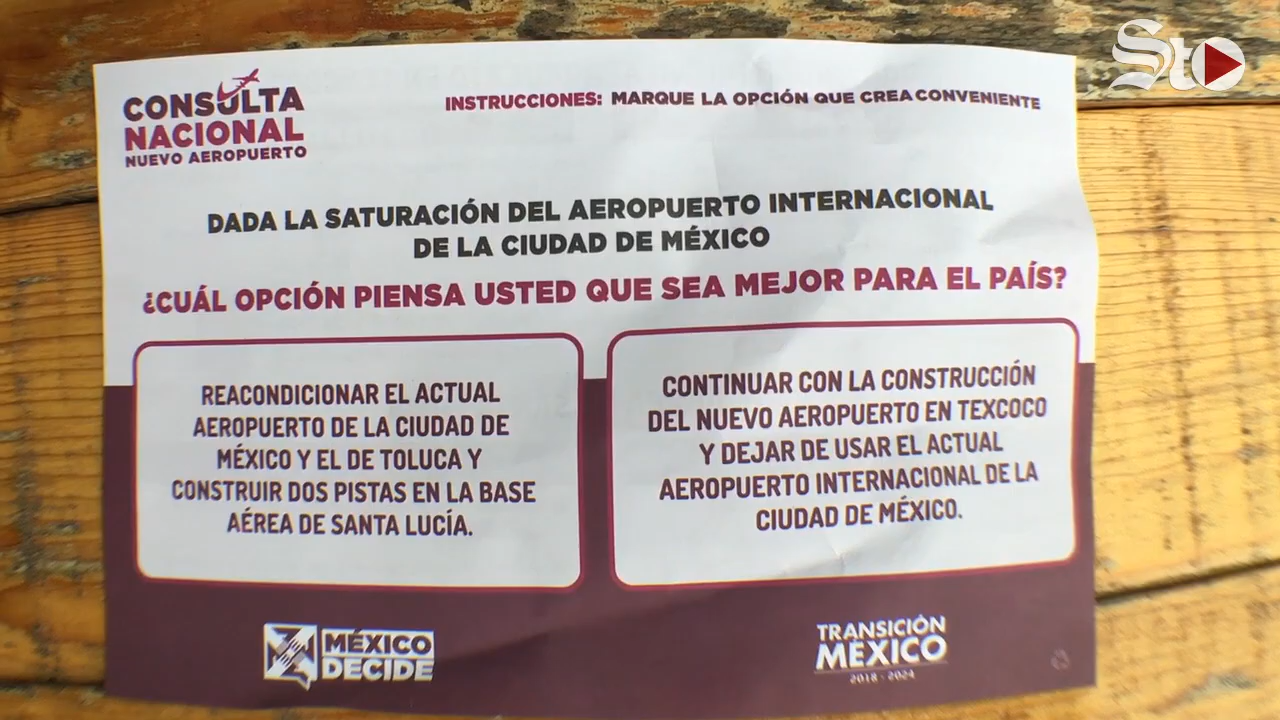 Sto
CONSULTA
NACIONAL
NUEVO AEROPUERTO
INSTRUCCIONES: MARQUE LA OPCIÓN QUE CREA CONVENIENTE
DADA LA SATURACIÓN DEL AEROPUERTO INTERNACIONAL
DE LA CIUDAD DE MÉXICO
¿CUÁL OPCIÓN PIENSA USTED QUE SEA MEJOR PARA EL PAÍS?
REACONDICIONAR EL ACTUAL
AEROPUERTO DE LA CIUDAD DE
MÉXICO Y EL DE TOLUCA Y
CONSTRUIR DOS PISTAS EN LA BASE
AÉREA DE SANTA LUCÍA.
CONTINUAR CON LA CONSTRUCCIÓN
DEL NUEVO AEROPUERTO EN TEXCOCO
Y DEJAR DE USAR EL ACTUAL
AEROPUERTO INTERNACIONAL DE LA
CIUDAD DE MÉXICO.
MÉXICO
DECIDE
TRANSICIÓN
MÉXICO
2018 - 2024